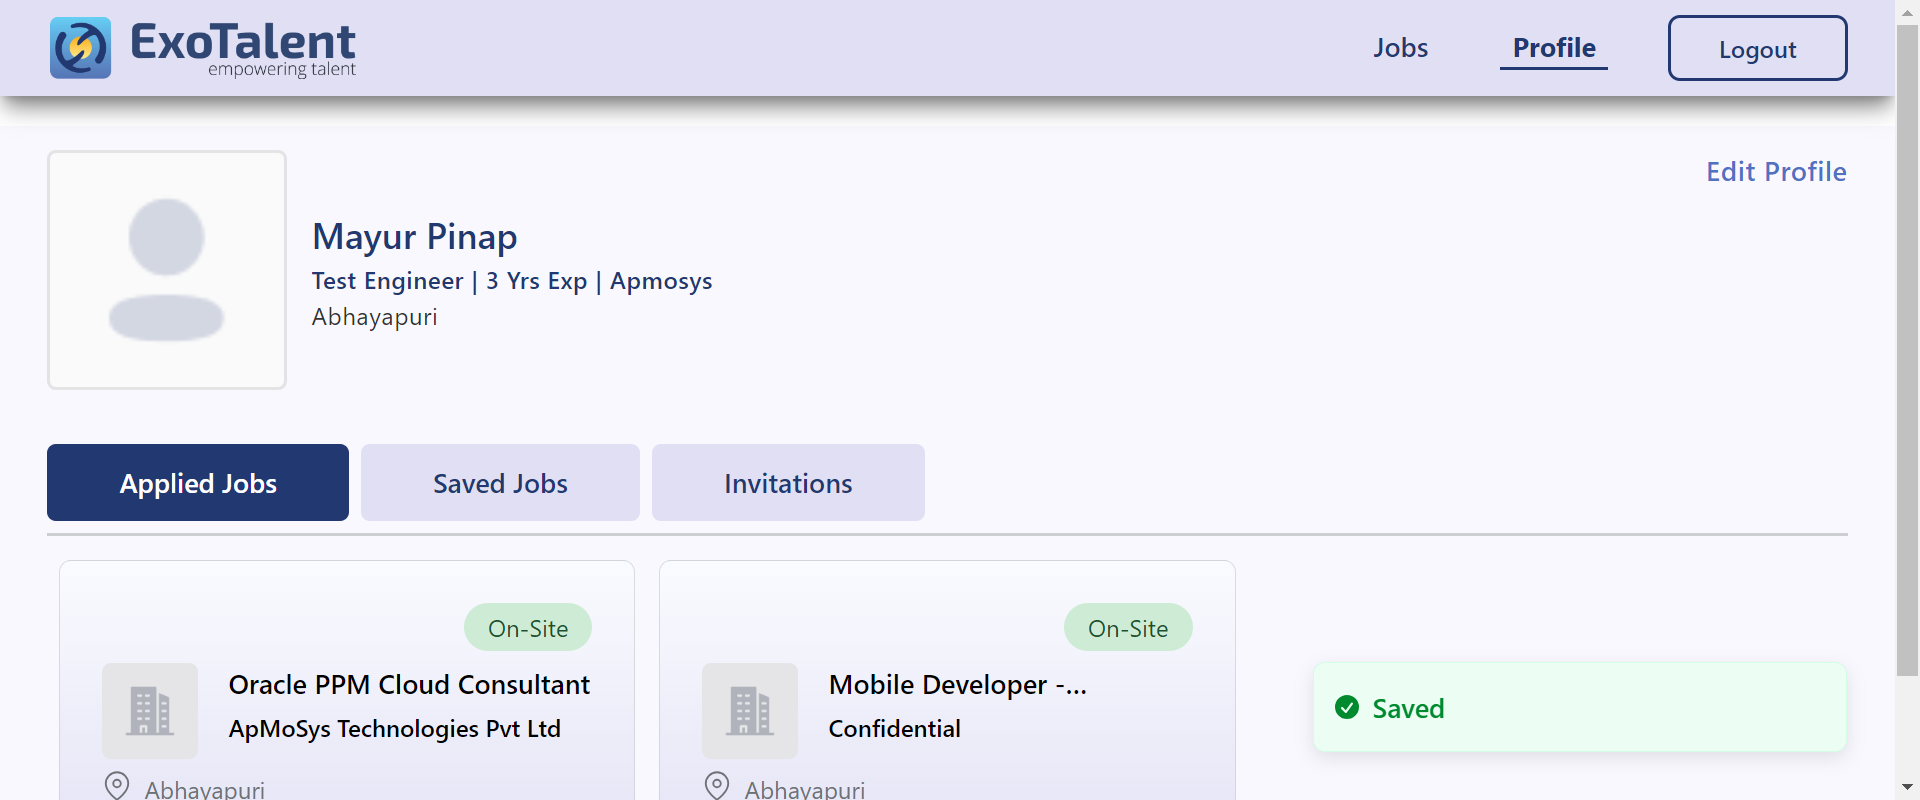 ExoTalent
empowering talent
Jobs
Profile
Logout
Edit Profile
Mayur Pinap
Test Engineer | 3 Yrs Exp | Apmosys
Abhayapuri
Applied Jobs
Saved Jobs
Invitations
On-Site
Oracle PPM Cloud Consultant
ApMoSys Technologies Pvt Ltd
Abhayapuri
On-Site
Mobile Developer -...
Confidential
Abhayapuri
Saved